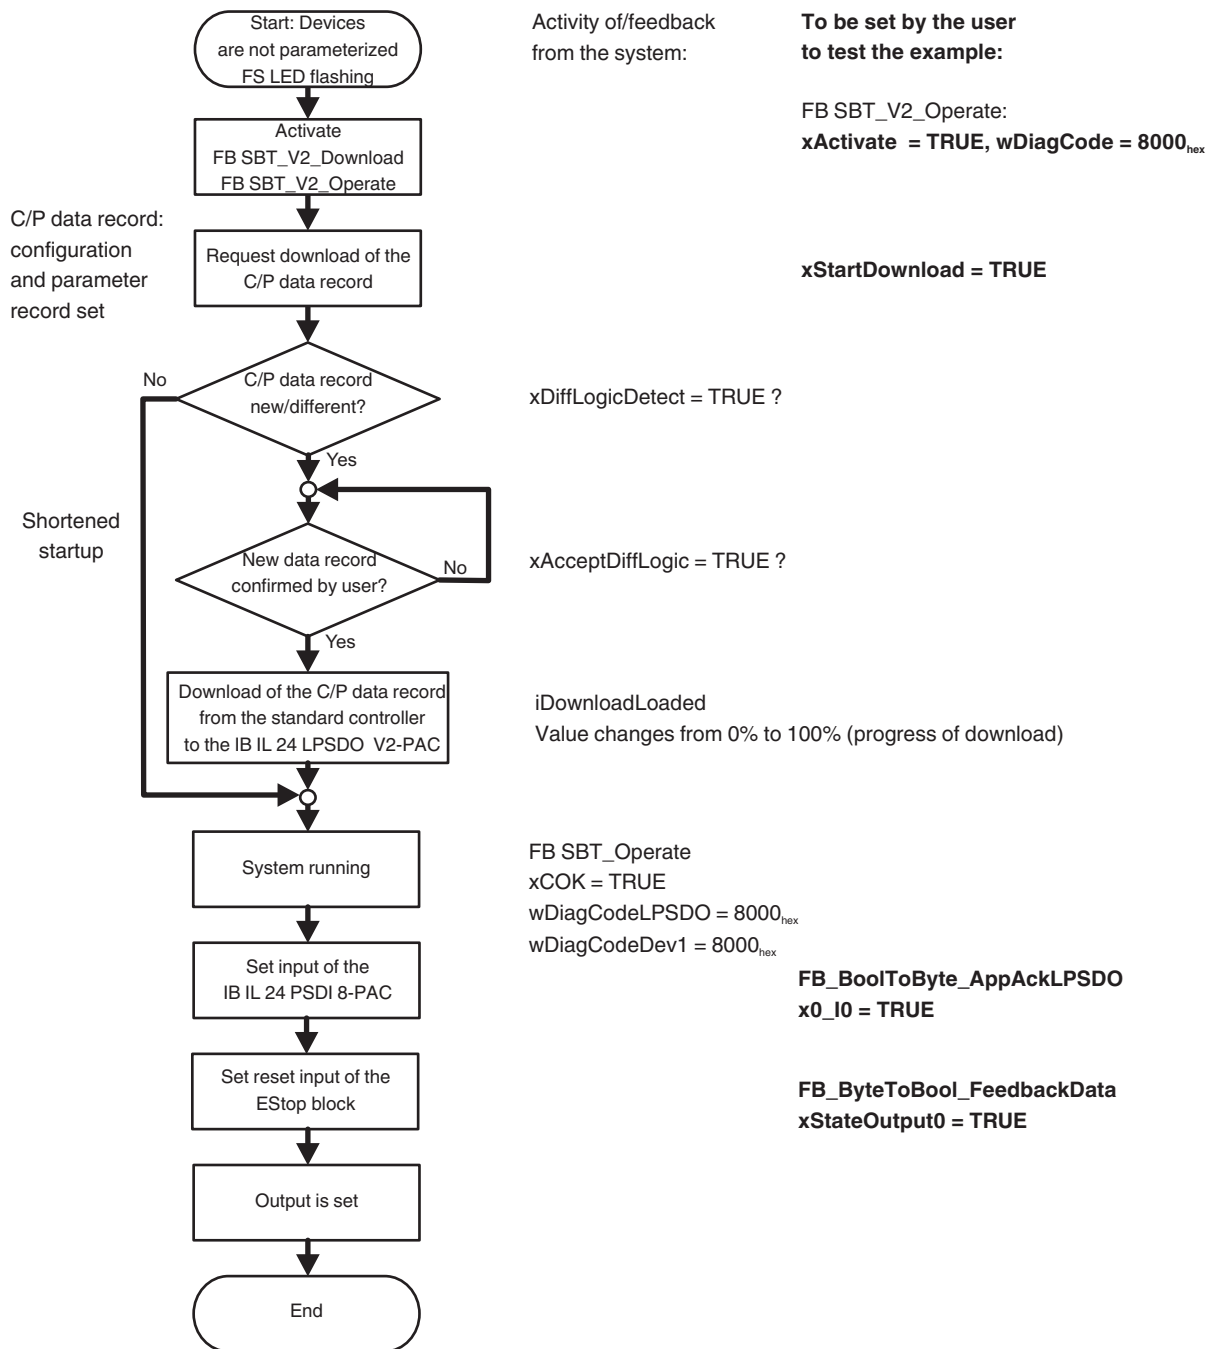 Start: Devices
are not parameterized
FS LED flashing
Activity of/feedback
from the system:
To be set by the user
to test the example:
FB SBT_V2_Operate:
xActivate = TRUE, wDiagCode = 8000hex
Activate
FB SBT_V2_Download
FB SBT_V2_Operate
C/P data record:
configuration
and parameter
record set
Request download of the
C/P data record
xStartDownload = TRUE
No
C/P data record
new/different?
xDiffLogicDetect = TRUE ?
Yes
Shortened
startup
New data record
confirmed by user?
No
xAcceptDiffLogic = TRUE ?
Yes
Download of the C/P data record
from the standard controller
to the IB IL 24 LPSDO V2-PAC
iDownloadLoaded
Value changes from 0% to 100% (progress of download)
System running
FB SBT_Operate
xCOK = TRUE
wDiagCodeLPSDO = 8000hex
wDiagCodeDev1 = 8000hex
Set input of the
IB IL 24 PSDI 8-PAC
FB_BoolToByte_AppAckLPSDO
x0_I0 = TRUE
Set reset input of the
EStop block
FB_ByteToBool_FeedbackData
xStateOutput0 = TRUE
Output is set
End